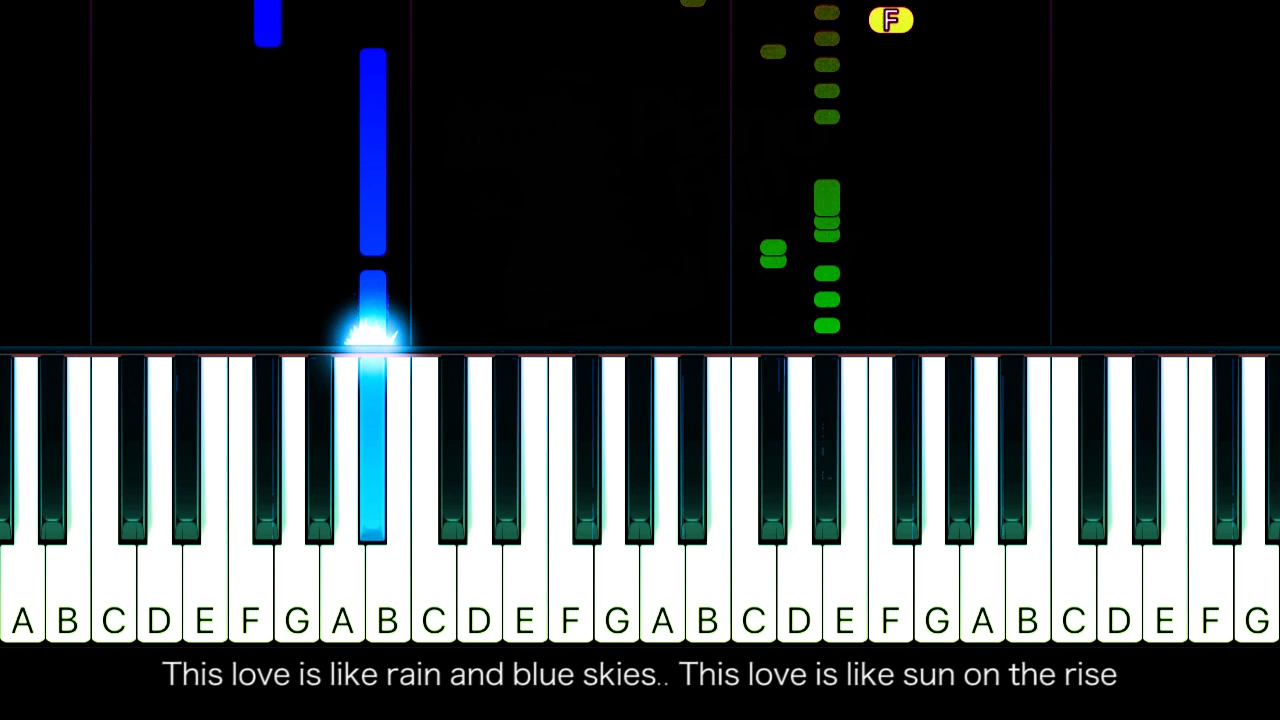 F
A B C D E F G A B C D E F G A B C D E F G A B C D E F G
This love is like rain and blue skies.. This love is like sun on the rise